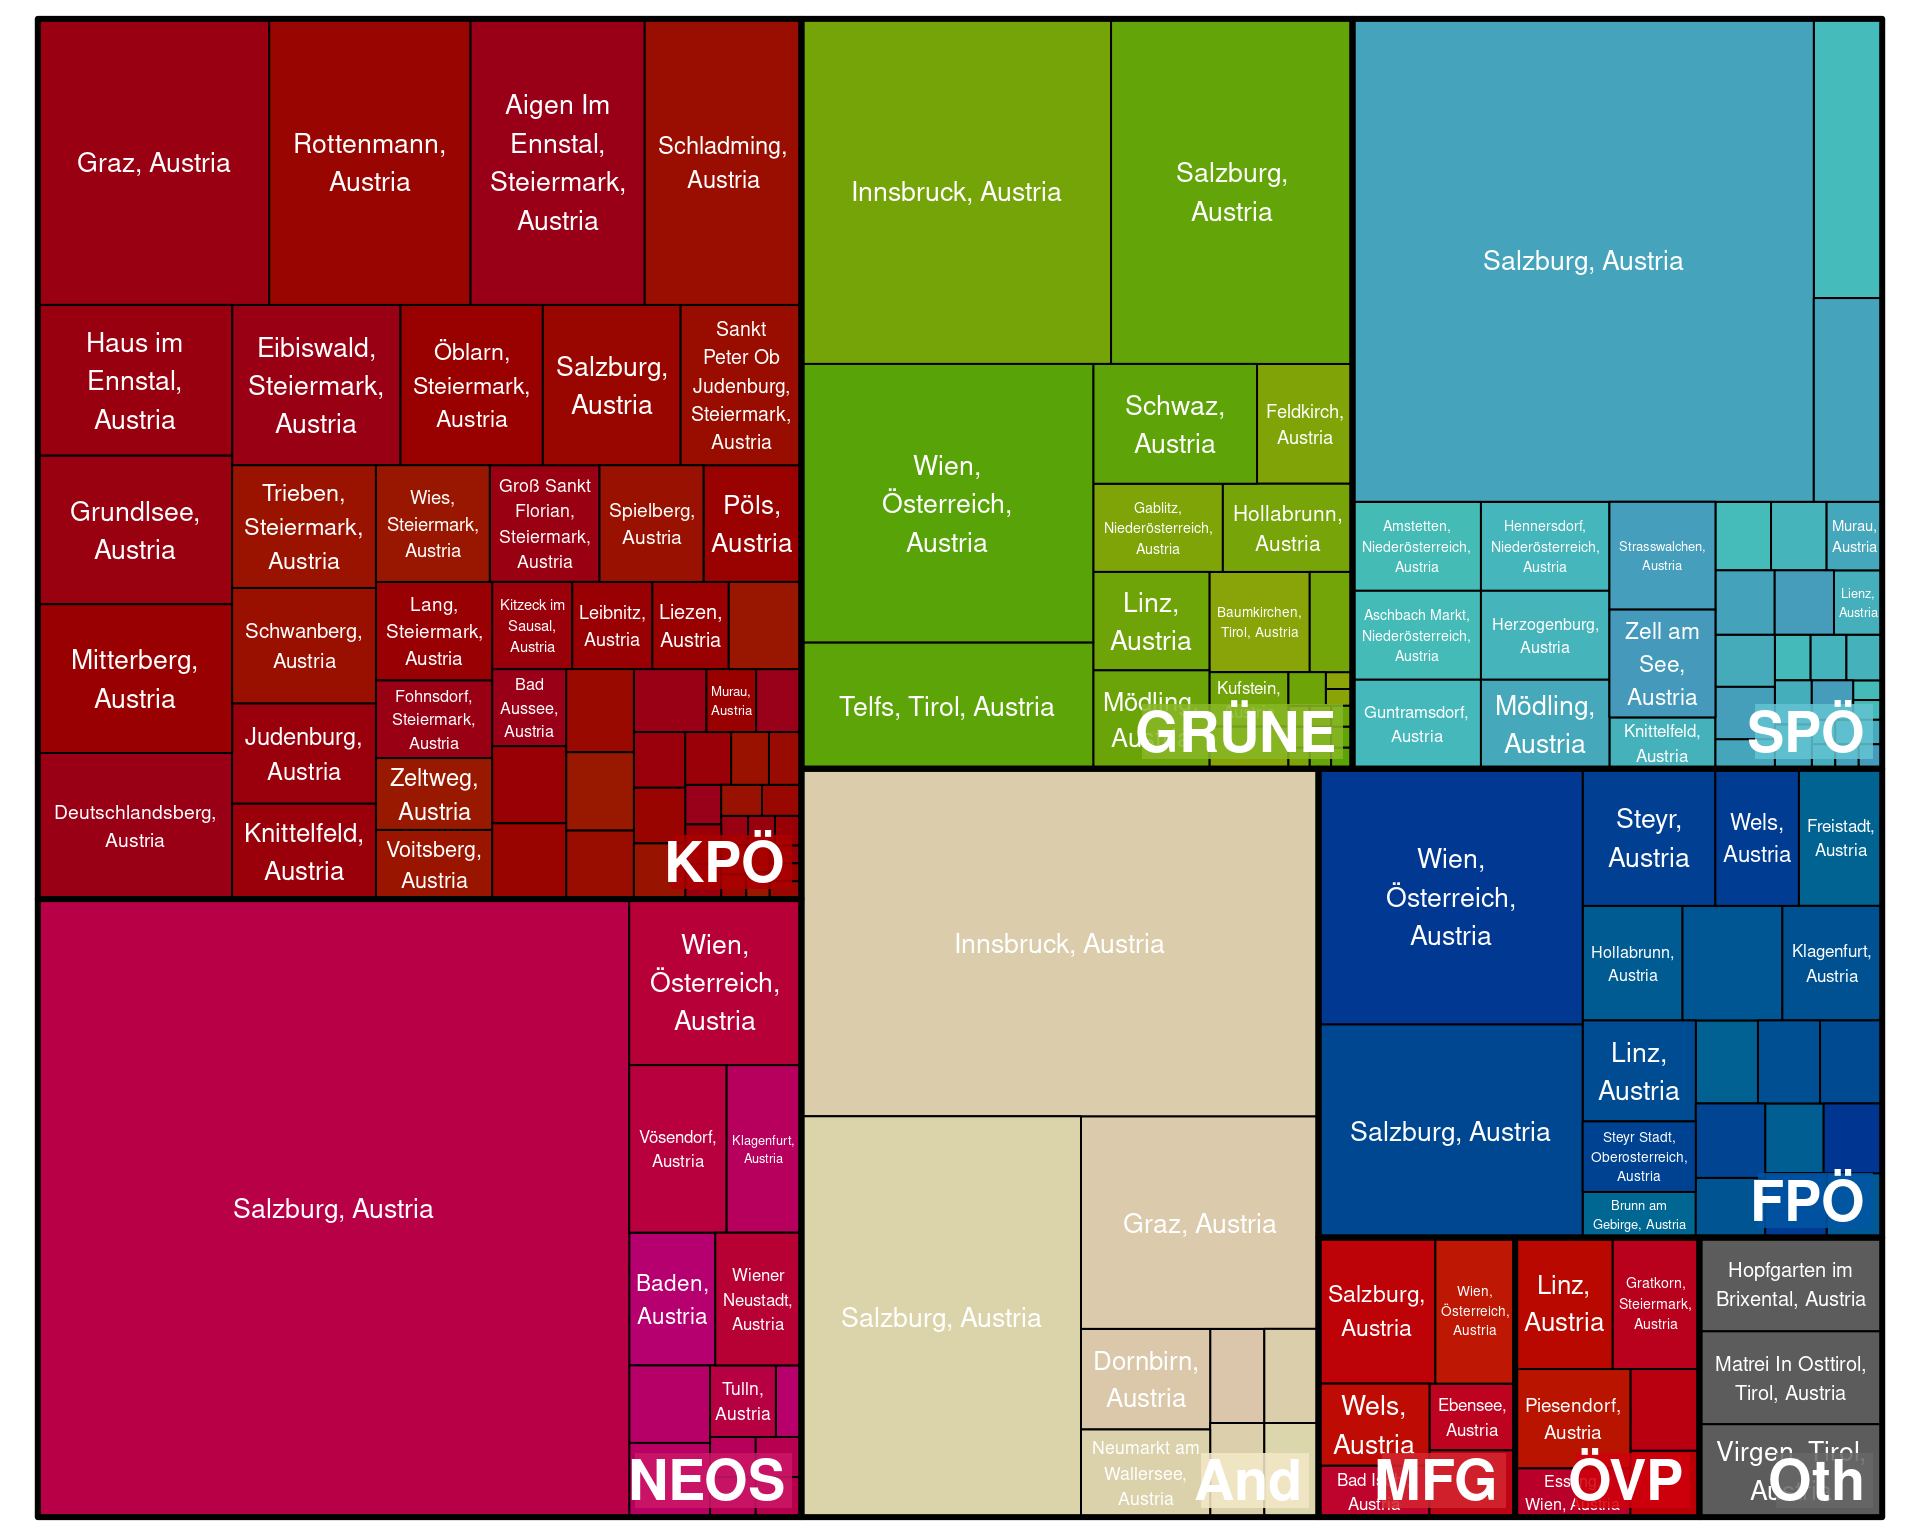 Graz, Austria
Rottenmann,
Austria
Aigen Im
Ennstal,
Steiermark,
Austria
Schladming,
Austria
Haus im
Ennstal,
Austria
Eibiswald,
Steiermark,
Austria
Öblarn,
Steiermark,
Austria
Salzburg,
Austria
Sankt
Peter Ob
Judenburg,
Steiermark,
Austria
Grundlsee,
Austria
Trieben,
Steiermark,
Austria
Wies,
Steiermark,
Austria
Groß Sankt
Florian,
Steiermark,
Austria
Spielberg,
Austria
Pöls,
Austria
Mitterberg,
Austria
Schwanberg,
Austria
Lang,
Steiermark,
Austria
Kitzeck im
Sausal,
Austria
Leibnitz,
Austria
Liezen,
Austria
Judenburg,
Austria
Fohnsdorf,
Steiermark,
Austria
Bad
Aussee,
Austria
Murau,
Austria
Deutschlandsberg,
Austria
Knittelfeld,
Austria
Zeltweg,
Austria
Voitsberg,
Austria
KPÖ
Innsbruck, Austria
Salzburg,
Austria
Wien,
Österreich,
Austria
Schwaz,
Austria
Feldkirch,
Austria
Gablitz,
Niederösterreich,
Austria
Hollabrunn,
Austria
Linz,
Austria
Baumkirchen,
Tirol, Austria
Telfs, Tirol, Austria
Mödling,
Austria
Kufstein,
GRÜNE
Salzburg, Austria
Amstetten,
Niederösterreich,
Austria
Hennersdorf,
Niederösterreich,
Austria
Strasswalchen,
Austria
Murau,
Austria
Aschbach Markt,
Niederösterreich,
Austria
Herzogenburg,
Austria
Zell am
See,
Austria
Lienz,
Austria
Guntramsdorf,
Austria
Mödling,
Austria
Knittelfeld,
Austria
SPÖ
Salzburg, Austria
Wien,
Österreich,
Austria
Vösendorf,
Austria
Klagenfurt,
Austria
Baden,
Austria
Wiener
Neustadt,
Austria
Tulln,
Austria
NEOS
Innsbruck, Austria
Salzburg, Austria
Graz, Austria
Dornbirn,
Austria
Neumarkt am
Wallersee,
Austria
And
Wien,
Österreich,
Austria
Steyr,
Austria
Wels,
Austria
Freistadt,
Austria
Hollabrunn,
Austria
Klagenfurt,
Austria
Salzburg, Austria
Linz,
Austria
Steyr Stadt,
Oberosterreich,
Austria
Brunn am
Gebirge, Austria
FPÖ
Salzburg,
Austria
Wien,
Österreich,
Austria
Wels,
Austria
Ebensee,
Austria
Bad
Austria
MFG
Linz,
Austria
Gratkorn,
Steiermark,
Austria
Piesendorf,
Austria
Wien, Austria
ÖVP
Hopfgarten im
Brixental, Austria
Matrei In Osttirol,
Tirol, Austria
Virgen, Tirol,
Austria
Oth